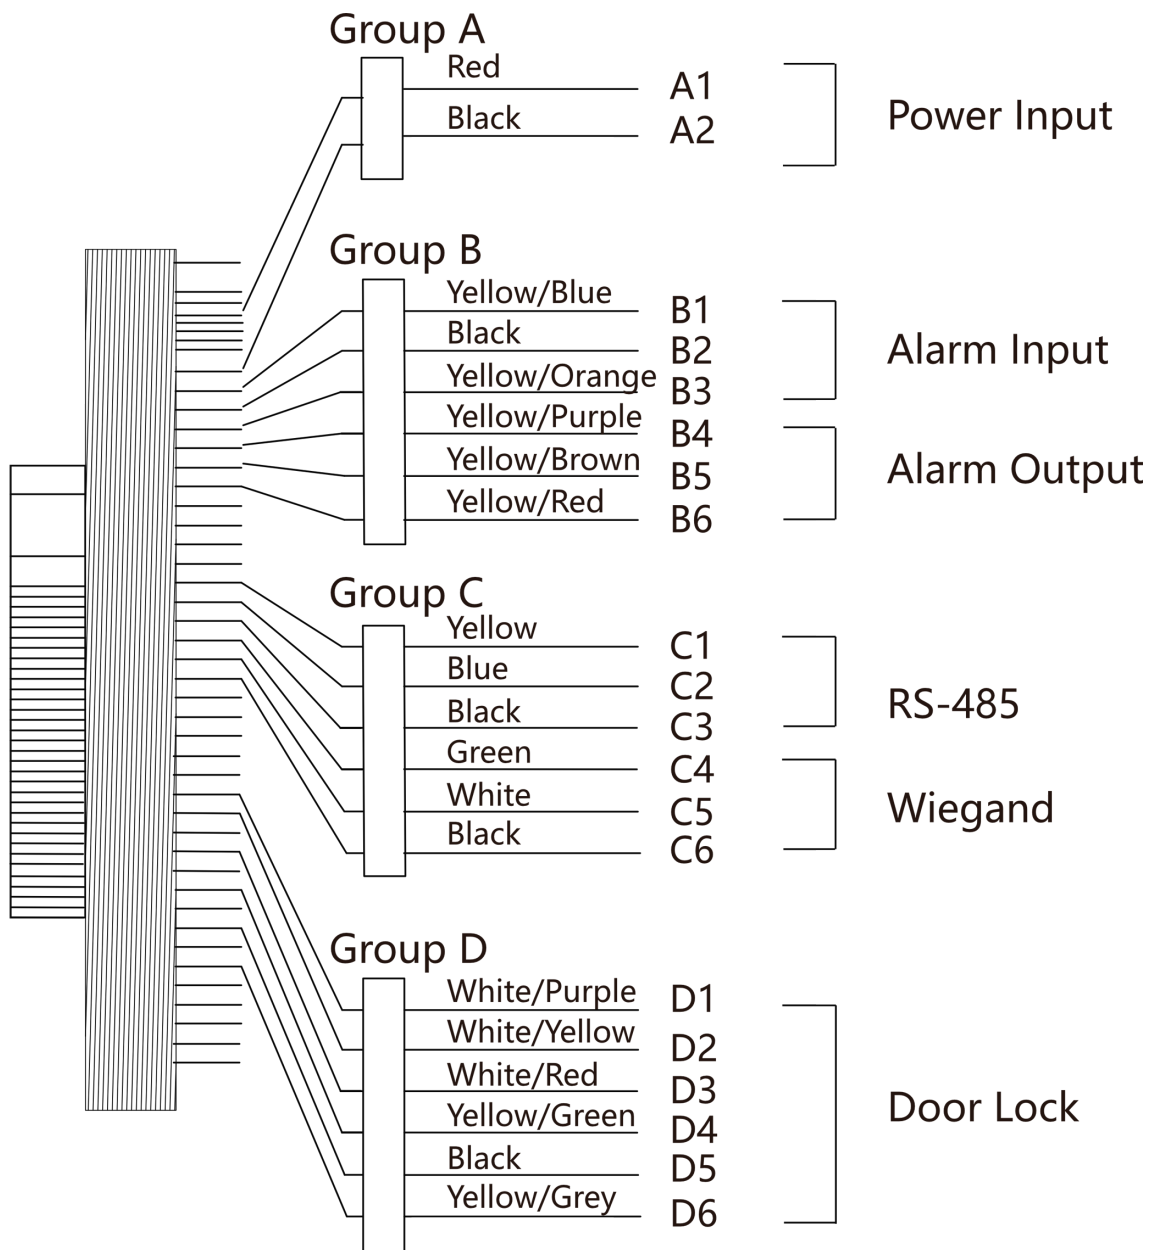 Group A
Red A1
Black A2
Power Input
Group B
Yellow/Blue B1
Black B2
Yellow/Orange B3
Alarm Input
Yellow/Purple B4
Yellow/Brown B5
Yellow/Red B6
Alarm Output
Group C
Yellow C1
Blue C2
Black C3
RS-485
Green C4
White C5
Black C6
Wiegand
Group D
White/Purple D1
White/Yellow D2
White/Red D3
Yellow/Green D4
Black D5
Yellow/Grey D6
Door Lock